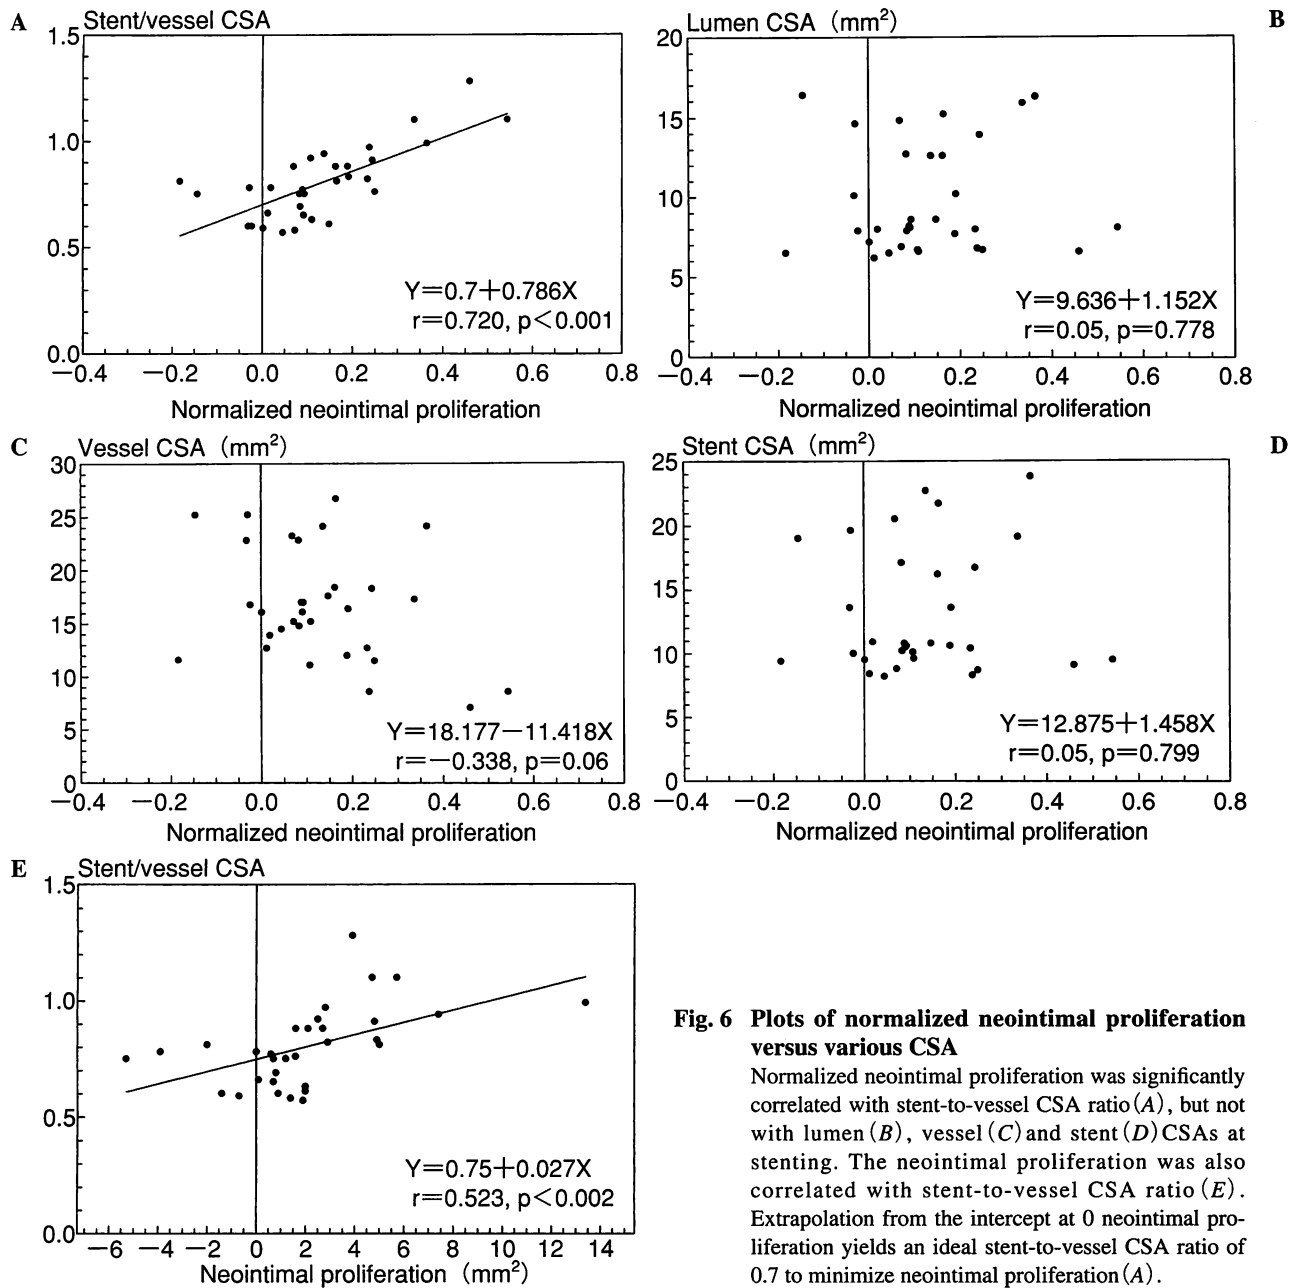 A Stent/vessel CSA
1.5
1.0
0.5
0.0
Y=0.7+0.786X
r=0.720, p<0.001
−0.4 −0.2 0.0 0.2 0.4 0.6 0.8
Normalized neointimal proliferation
Lumen CSA (mm²) B
20
15
10
5
0
Y=9.636+1.152X
r=0.05, p=0.778
−0.4 −0.2 0.0 0.2 0.4 0.6 0.8
Normalized neointimal proliferation
C Vessel CSA (mm²)
30
25
20
15
10
5
0
Y=18.177−11.418X
r=−0.338, p=0.06
−0.4 −0.2 0.0 0.2 0.4 0.6 0.8
Normalized neointimal proliferation
Stent CSA (mm²) D
25
20
15
10
5
0
Y=12.875+1.458X
r=0.05, p=0.799
−0.4 −0.2 0.0 0.2 0.4 0.6 0.8
Normalized neointimal proliferation
E Stent/vessel CSA
1.5
1.0
0.5
0.0
Y=0.75+0.027X
r=0.523, p<0.002
−6 −4 −2 0 2 4 6 8 10 12 14
Neointimal proliferation (mm²)
Fig. 6 Plots of normalized neointimal proliferation
versus various CSA
Normalized neointimal proliferation was significantly
correlated with stent-to-vessel CSA ratio (A), but not
with lumen (B), vessel (C) and stent (D) CSAs at
stenting. The neointimal proliferation was also
correlated with stent-to-vessel CSA ratio (E).
Extrapolation from the intercept at 0 neointimal pro-
liferation yields an ideal stent-to-vessel CSA ratio of
0.7 to minimize neointimal proliferation (A).